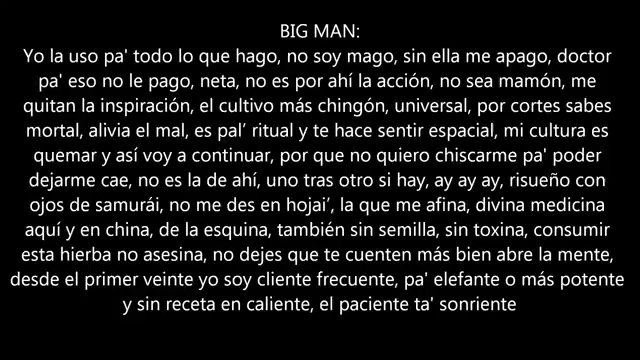 BIG MAN:
Yo la uso pa' todo lo que hago, no soy mago, sin ella me apago, doctor
pa' eso no le pago, neta, no es por ahí la acción, no sea mamón, me
quitan la inspiración, el cultivo más chingón, universal, por cortes sabes
mortal, alivia el mal, es pal’ ritual y te hace sentir espacial, mi cultura es
quemar y así voy a continuar, por que no quiero chiscarme pa' poder
dejarme cae, no es la de ahí, uno tras otro si hay, ay ay ay, risueño con
ojos de samurái, no me des en hojai’, la que me afina, divina medicina
aquí y en china, de la esquina, también sin semilla, sin toxina, consumir
esta hierba no asesina, no dejes que te cuenten más bien abre la mente,
desde el primer veinte yo soy cliente frecuente, pa' elefante o más potente
y sin receta en caliente, el paciente ta' sonriente